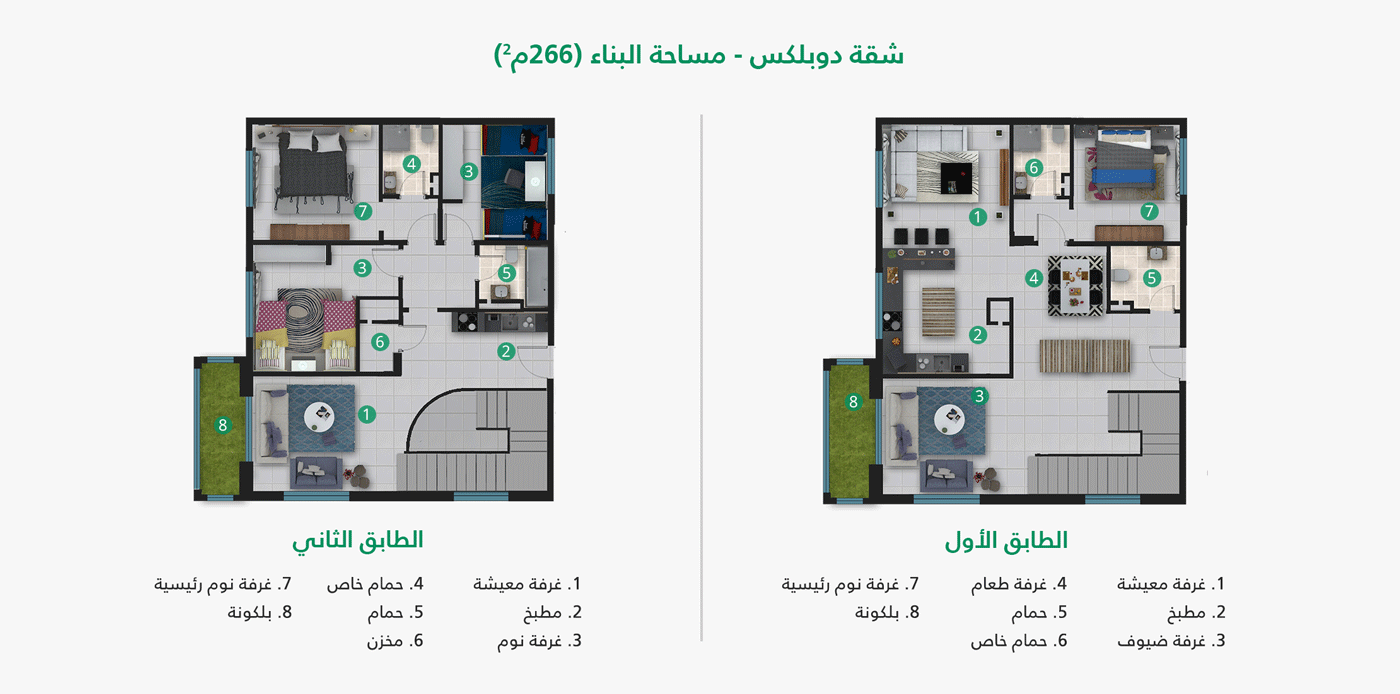 شقة دوبلكس - مساحة البناء (266م²)
6
7
1
4
5
2
3
8
الطابق الأول
1. غرفة معيشة
2. مطبخ
3. غرفة ضيوف
4. غرفة طعام
5. حمام
6. حمام خاص
7. غرفة نوم رئيسية
8. بلكونة
4
3
7
3
5
6
2
1
8
الطابق الثاني
1. غرفة معيشة
2. مطبخ
3. غرفة نوم
4. حمام خاص
5. حمام
6. مخزن
7. غرفة نوم رئيسية
8. بلكونة